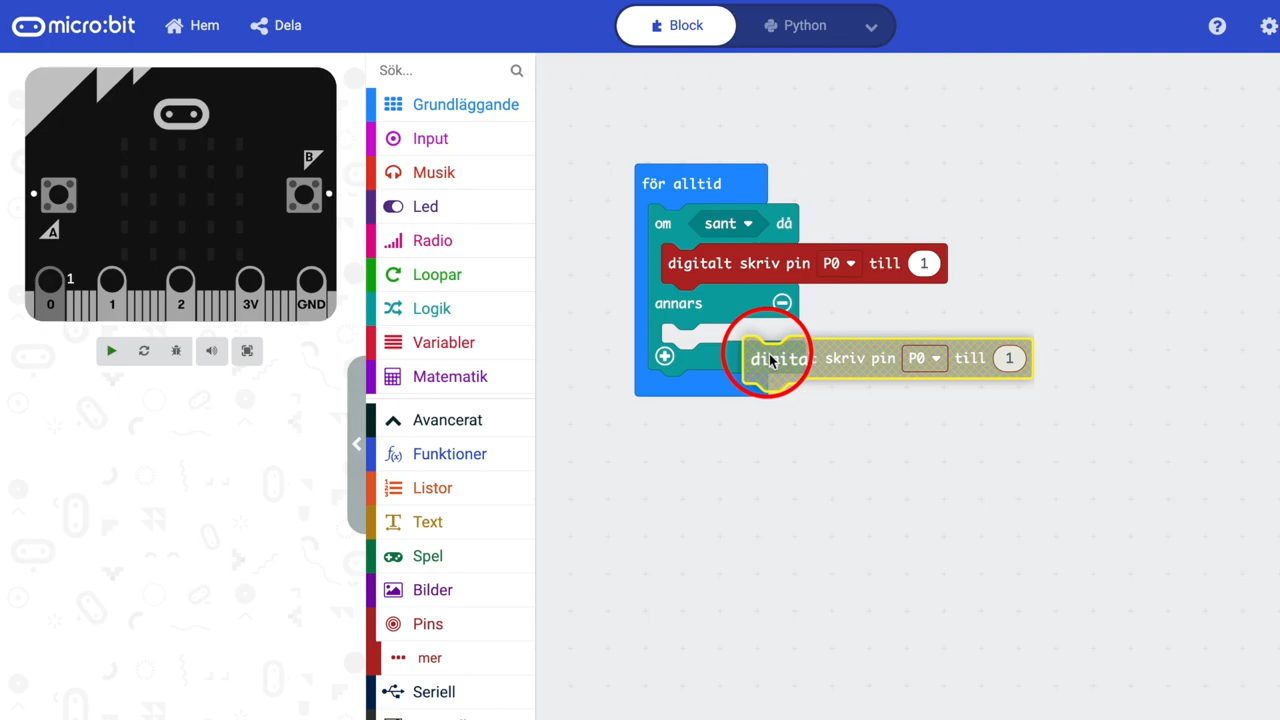 micro:bit
Hem
Dela
Block
Python
B
A
1
0
1
2
3V
GND
Sök...
Grundläggande
Input
Musik
Led
Radio
Loopar
Logik
Variabler
Matematik
Avancerat
Funktioner
Listor
Text
Spel
Bilder
Pins
mer
Seriell
för alltid
om sant då
digitalt skriv pin P0 till 1
annars
digitalt skriv pin P0 till 1